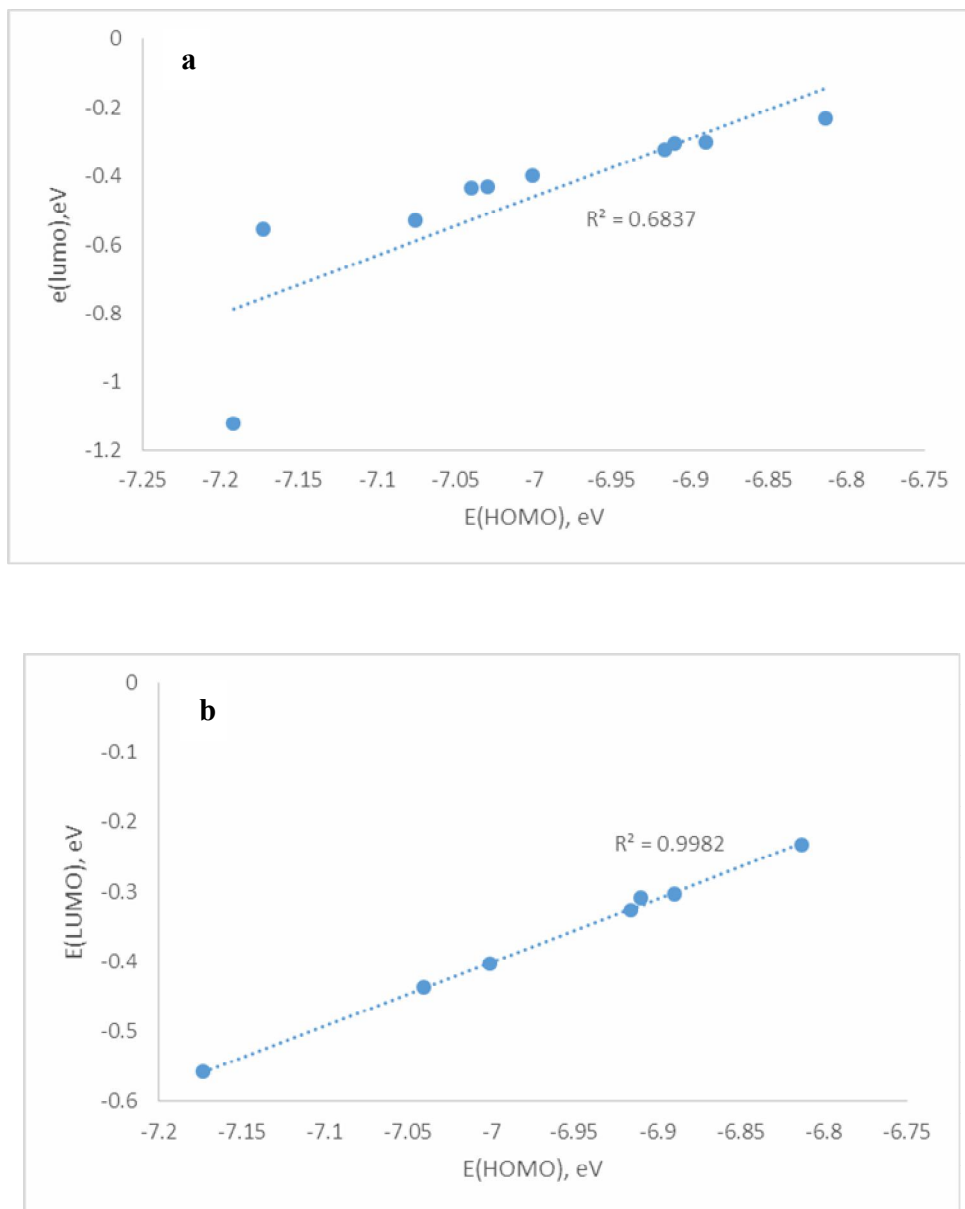 a
0
-0.2
-0.4
-0.6
-0.8
-1
-1.2
e(lumo),eV
R² = 0.6837
-7.25 -7.2 -7.15 -7.1 -7.05 -7 -6.95 -6.9 -6.85 -6.8 -6.75
E(HOMO), eV
b
0
-0.1
-0.2
-0.3
-0.4
-0.5
-0.6
E(LUMO), eV
R² = 0.9982
-7.2 -7.15 -7.1 -7.05 -7 -6.95 -6.9 -6.85 -6.8 -6.75
E(HOMO), eV